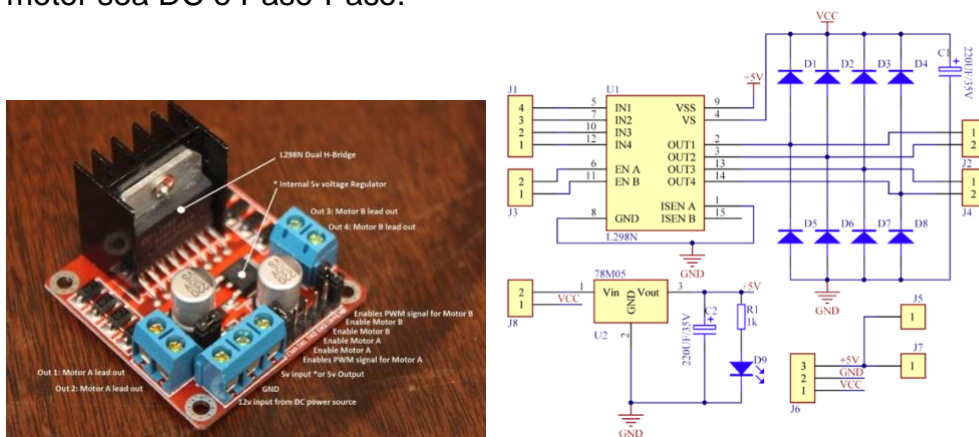 motor sea DC o Paso-Paso.
L298N Dual H-Bridge
* Internal 5v voltage Regulator
Out 3: Motor B lead out
Out 4: Motor B lead out
Enables PWM signal for Motor B
Enable Motor B
Enable Motor B
Enable Motor A
Enable Motor A
Enables PWM signal for Motor A
5v input *or 5v Output
GND
12v input from DC power source
Out 1: Motor A lead out
Out 2: Motor A lead out
VCC
D1 D2 D3 D4
C1
220UF/35V
+5V
J1
4
3
2
1
U1
5 IN1
7 IN2
10 IN3
12 IN4
6 EN A
11 EN B
8 GND
VSS 9
VS 4
OUT1 2
OUT2 3
OUT3 13
OUT4 14
ISEN A 1
ISEN B 15
L298N
J3
2
1
1
2
J2
1
2
J4
D5 D6 D7 D8
GND
GND
78M05
2
1
J8
VCC
1 Vin
Vout 3
GND
2
U2
+5V
C2
220UF/35V
R1
1k
D9
GND
J5
1
J7
1
3 +5V
2 GND
1 VCC
J6